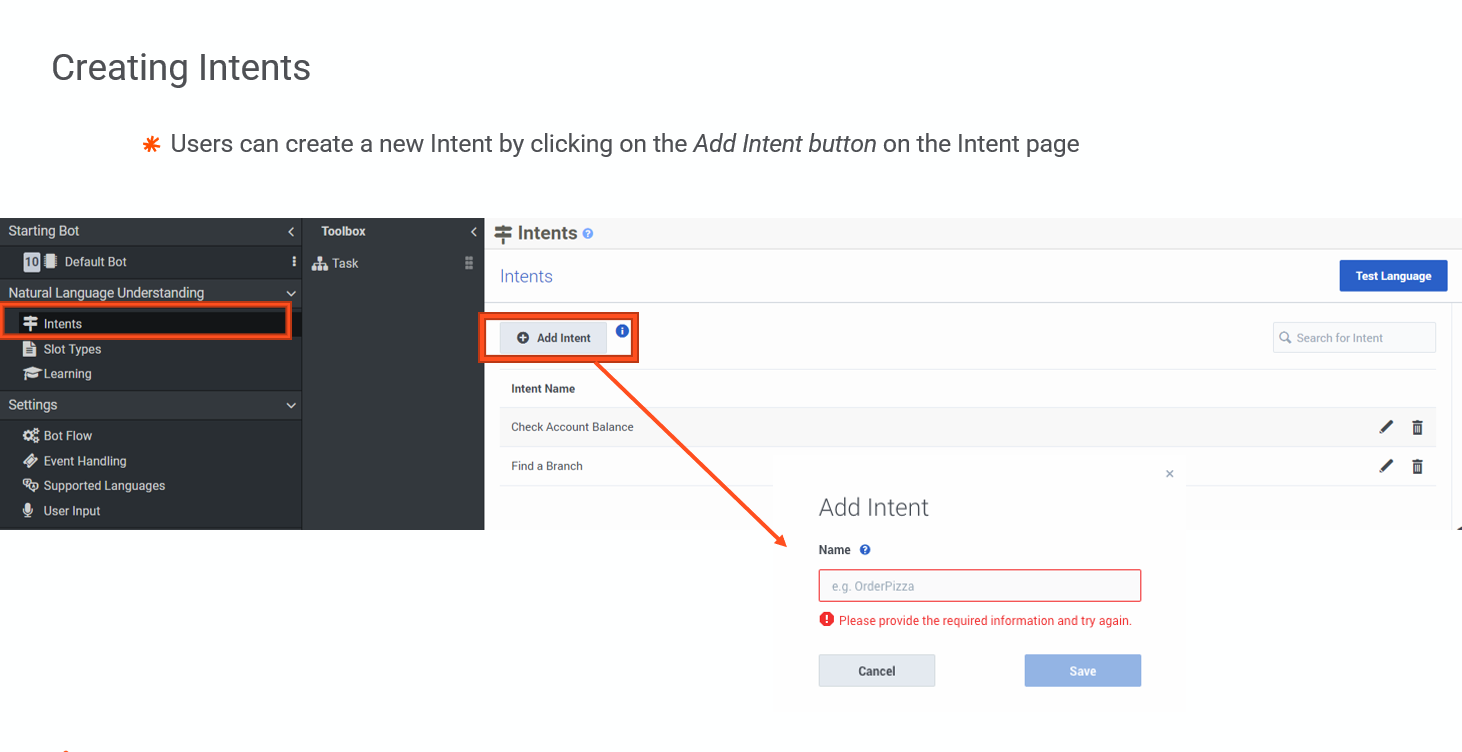 Creating Intents
Users can create a new Intent by clicking on the Add Intent button on the Intent page
Starting Bot
10 Default Bot
Natural Language Understanding
Intents
Slot Types
Learning
Settings
Bot Flow
Event Handling
Supported Languages
User Input
Toolbox
Task
Intents ?
Intents
Test Language
Add Intent i
Search for Intent
Intent Name
Check Account Balance
Find a Branch
×
Add Intent
Name ?
e.g. OrderPizza
! Please provide the required information and try again.
Cancel
Save